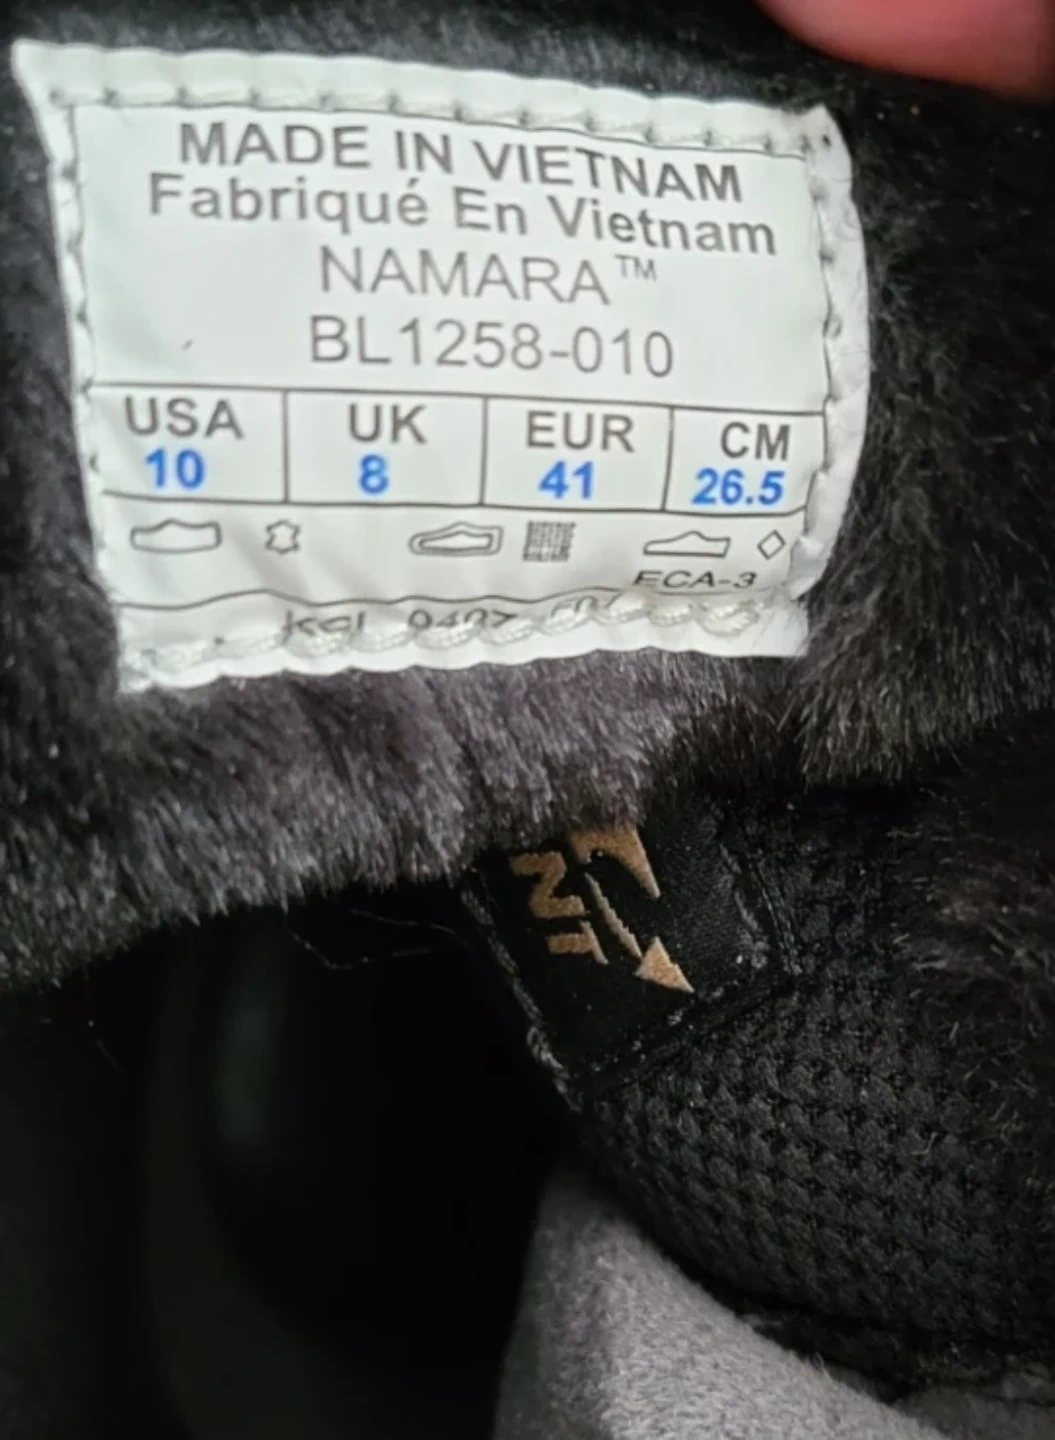 MADE IN VIETNAM
Fabriqué En Vietnam
NAMARA™
BL1258-010
USA UK EUR CM
10 8 41 26.5
ECA-3